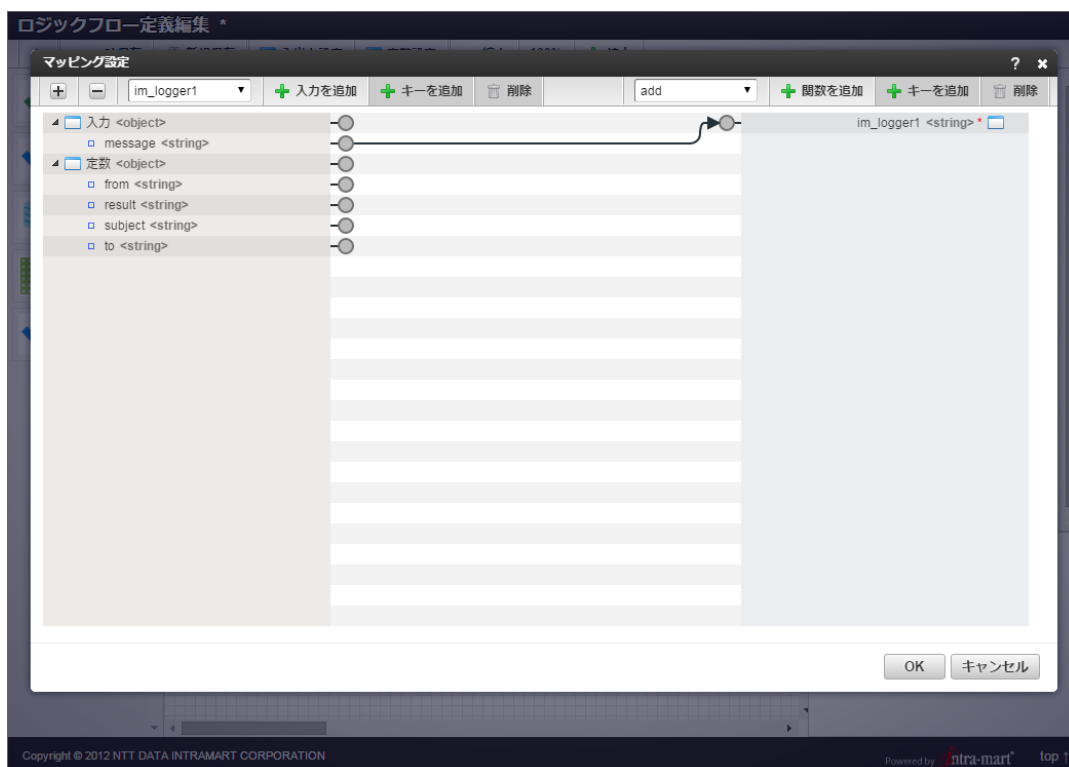 ロジックフロー定義編集 *
マッピング設定 ?
im_logger1 入力を追加 キーを追加 削除 add 関数を追加 キーを追加 削除
入力 <object>
message <string>
定数 <object>
from <string>
result <string>
subject <string>
to <string>
im_logger1 <string> *
OK キャンセル
Copyright © 2012 NTT DATA INTRAMART CORPORATION
Powered by intra-mart top ↑